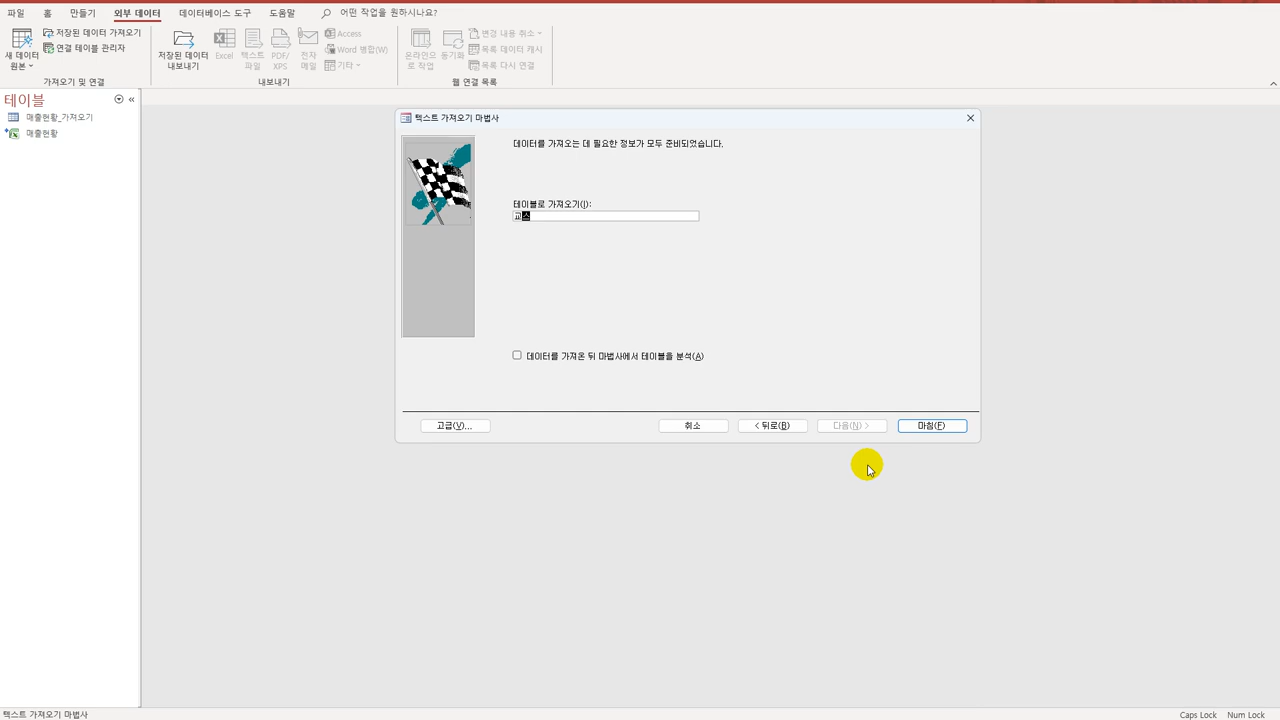 파일 홈 만들기 외부 데이터 데이터베이스 도구 도움말 어떤 작업을 원하시나요?
새 데이터 원본
저장된 데이터 가져오기
연결 테이블 관리자
가져오기 및 연결
저장된 데이터 내보내기
Excel
텍스트 파일
PDF/ XPS
전자 메일
Access
Word 병합(W)
기타
내보내기
온라인으로 작업
동기화
변경 내용 취소
목록 데이터 캐시
목록 다시 연결
웹 연결 목록
테이블
매출현황_가져오기
매출현황
텍스트 가져오기 마법사
데이터를 가져오는 데 필요한 정보가 모두 준비되었습니다.
테이블로 가져오기(I):
데이터를 가져온 뒤 마법사에서 테이블을 분석(A)
고급(V)... 취소 < 뒤로(B) 다음(N) > 마침(F)
텍스트 가져오기 마법사 Caps Lock Num Lock